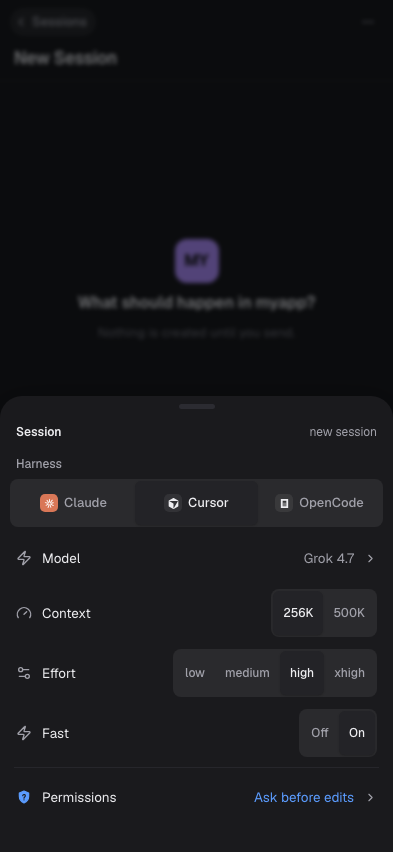 Sessions
New Session
MY
What should happen in myapp?
Nothing is created until you send.
Session new session
Harness
Claude Cursor OpenCode
Model Grok 4.7
Context 256K 500K
Effort low medium high xhigh
Fast Off On
Permissions Ask before edits